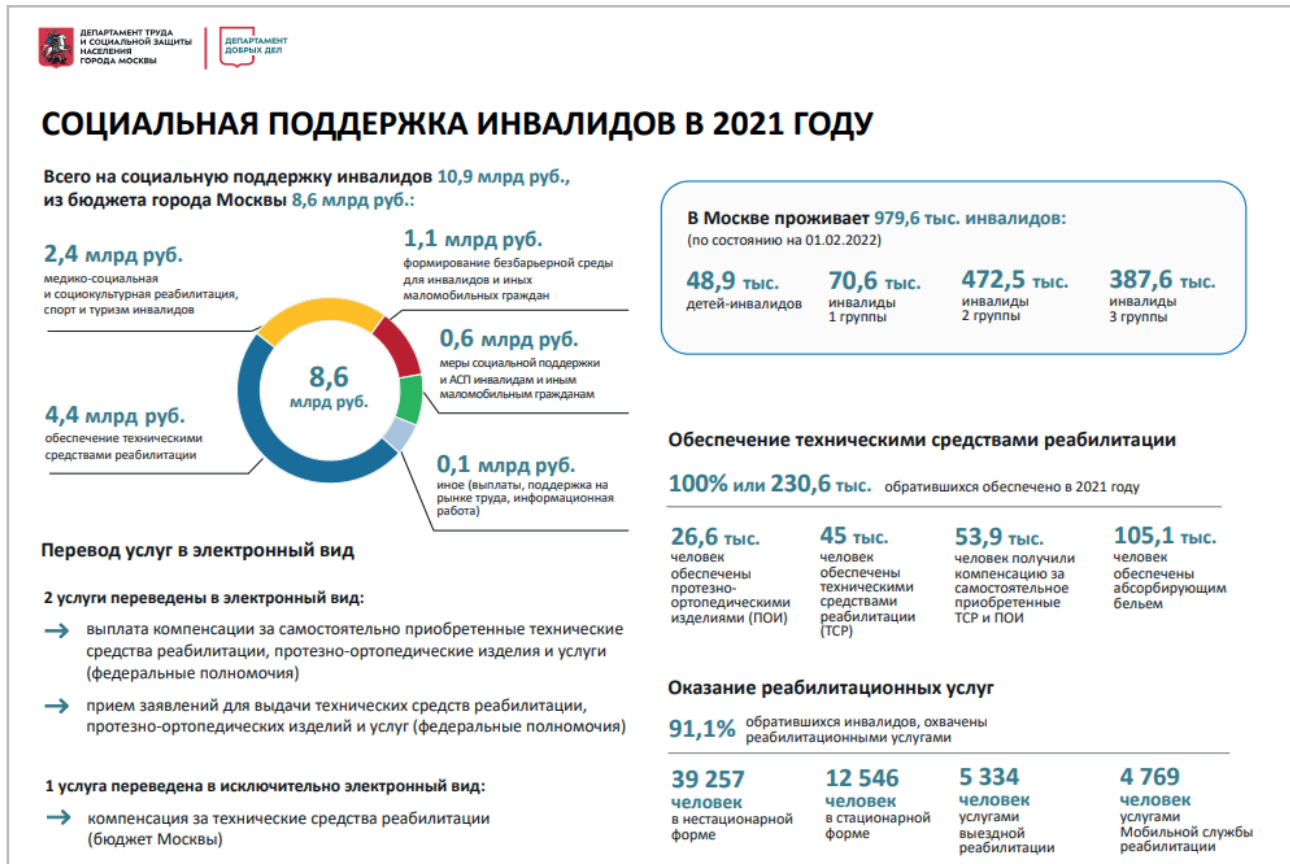 ДЕПАРТАМЕНТ ТРУДА
И СОЦИАЛЬНОЙ ЗАЩИТЫ
НАСЕЛЕНИЯ
ГОРОДА МОСКВЫ
ДЕПАРТАМЕНТ
ДОБРЫХ ДЕЛ
СОЦИАЛЬНАЯ ПОДДЕРЖКА ИНВАЛИДОВ В 2021 ГОДУ
Всего на социальную поддержку инвалидов 10,9 млрд руб.,
из бюджета города Москвы 8,6 млрд руб.:
2,4 млрд руб.
медико-социальная
и социокультурная реабилитация,
спорт и туризм инвалидов
1,1 млрд руб.
формирование безбарьерной среды
для инвалидов и иных
маломобильных граждан
0,6 млрд руб.
меры социальной поддержки
и АСП инвалидам и иным
маломобильным гражданам
8,6
млрд руб.
4,4 млрд руб.
обеспечение техническими
средствами реабилитации
0,1 млрд руб.
иное (выплаты, поддержка на
рынке труда, информационная
работа)
Перевод услуг в электронный вид
2 услуги переведены в электронный вид:
→ выплата компенсации за самостоятельно приобретенные технические
средства реабилитации, протезно-ортопедические изделия и услуги
(федеральные полномочия)
→ прием заявлений для выдачи технических средств реабилитации,
протезно-ортопедических изделий и услуг (федеральные полномочия)
1 услуга переведена в исключительно электронный вид:
→ компенсация за технические средства реабилитации
(бюджет Москвы)
В Москве проживает 979,6 тыс. инвалидов:
(по состоянию на 01.02.2022)
48,9 тыс.
детей-инвалидов
70,6 тыс.
инвалиды
1 группы
472,5 тыс.
инвалиды
2 группы
387,6 тыс.
инвалиды
3 группы
Обеспечение техническими средствами реабилитации
100% или 230,6 тыс. обратившихся обеспечено в 2021 году
26,6 тыс.
человек
обеспечены
протезно-
ортопедическими
изделиями (ПОИ)
45 тыс.
человек
обеспечены
техническими
средствами
реабилитации
(ТСР)
53,9 тыс.
человек получили
компенсацию за
самостоятельное
приобретенные
ТСР и ПОИ
105,1 тыс.
человек
обеспечены
абсорбирующим
бельем
Оказание реабилитационных услуг
91,1% обратившихся инвалидов, охвачены
реабилитационными услугами
39 257
человек
в нестационарной
форме
12 546
человек
в стационарной
форме
5 334
человек
услугами
выездной
реабилитации
4 769
человек
услугами
Мобильной службы
реабилитации